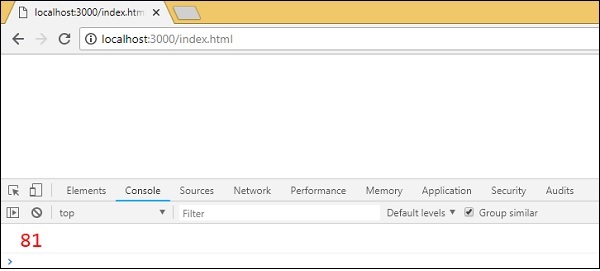 localhost:3000/index.htm
localhost:3000/index.html
Elements Console Sources Network Performance Memory Application Security Audits
top Filter Default levels Group similar
81